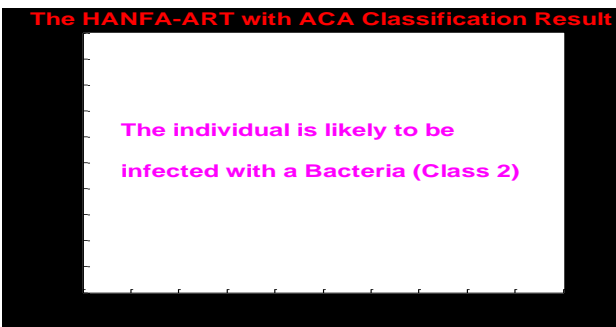 The HANFA-ART with ACA Classification Result
The individual is likely to be
infected with a Bacteria (Class 2)